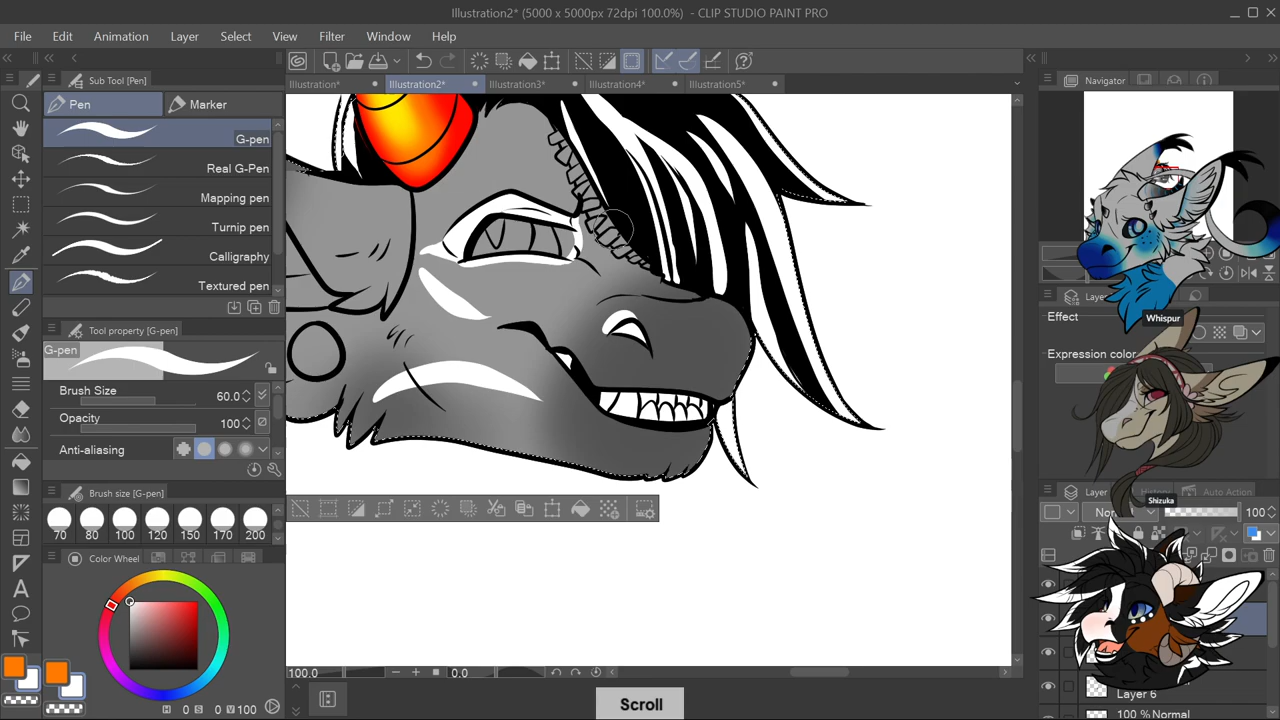 Illustration2* (5000 x 5000px 72dpi 100.0%) - CLIP STUDIO PAINT PRO
File Edit Animation Layer Select View Filter Window Help
Sub Tool [Pen]
Illustration* Illustration2* Illustration3* Illustration4* Illustration5*
Navigator
Pen Marker
G-pen
Real G-Pen
Mapping pen
Turnip pen
Calligraphy
Textured pen
Tool property [G-pen]
G-pen
Brush Size 60.0
Opacity 100
Anti-aliasing
Brush size [G-pen]
70 80 100 120 150 170 200
Color Wheel
H 0 S 0 V 100
100.0 0.0
Scroll
Whispur
Effect
Expression color
Shizuka
Layer History Auto Action
100
Layer 6
100 % Normal